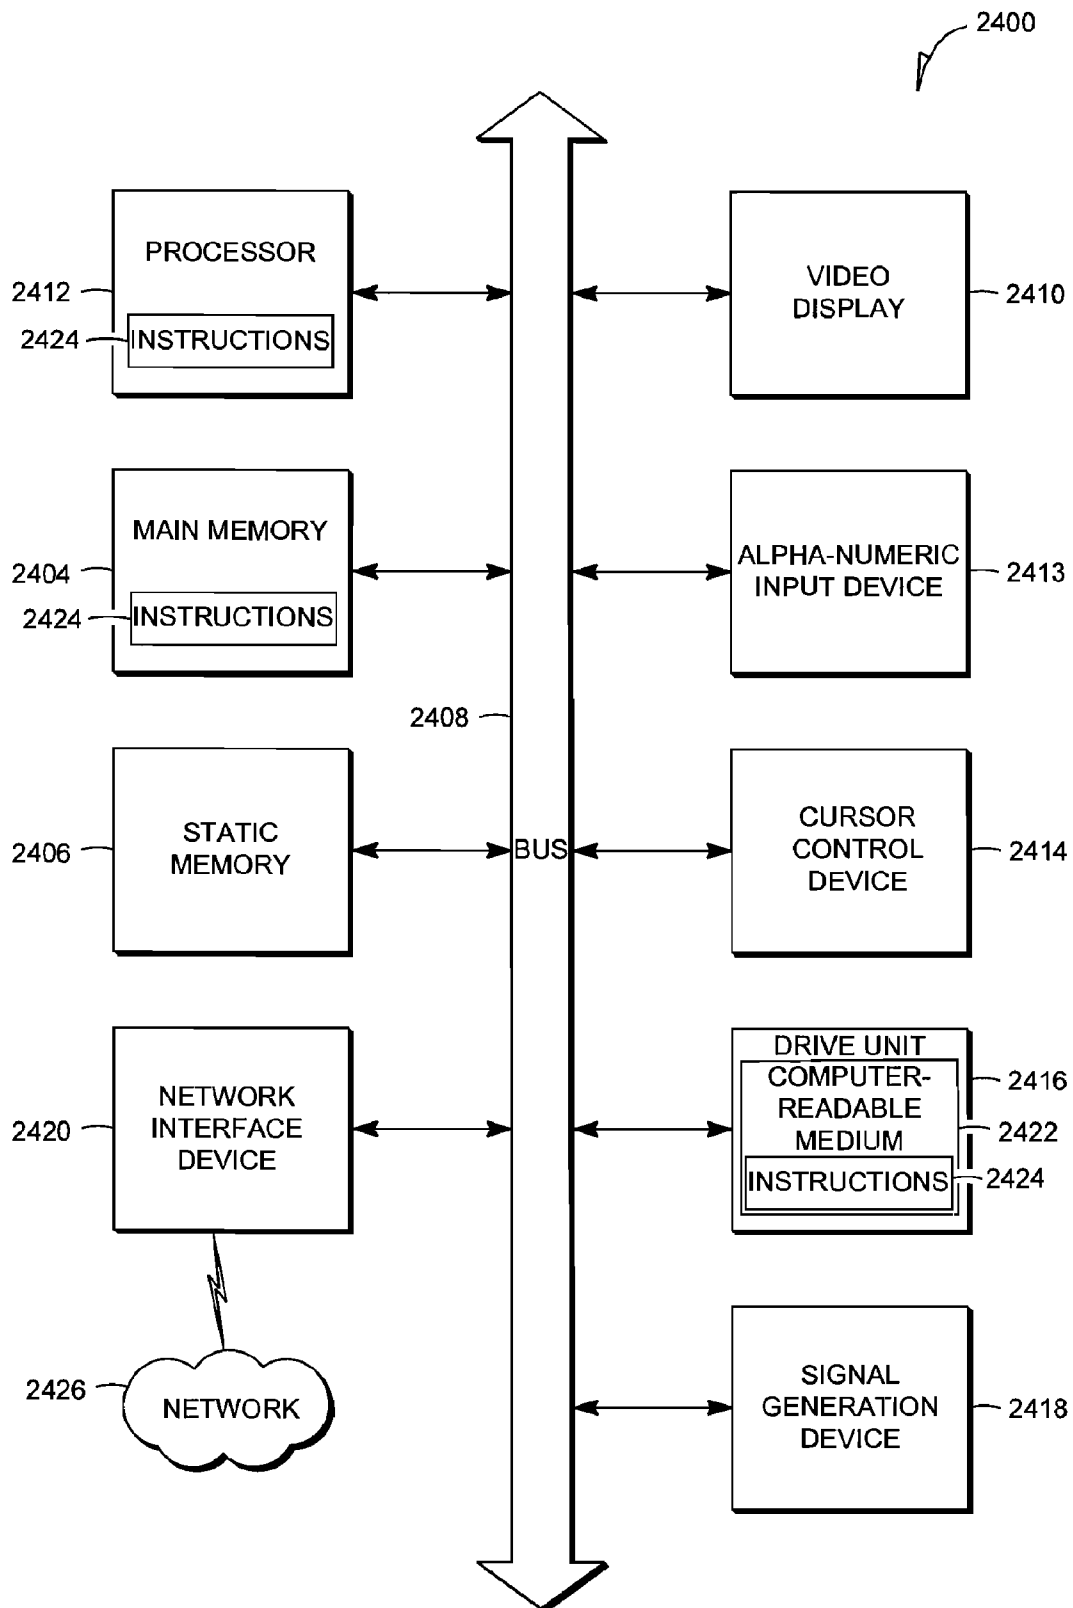 2400
PROCESSOR
2412
2424
INSTRUCTIONS
VIDEO
DISPLAY
2410
MAIN MEMORY
2404
2424
INSTRUCTIONS
ALPHA-NUMERIC
INPUT DEVICE
2413
2408
STATIC
MEMORY
2406
BUS
CURSOR
CONTROL
DEVICE
2414
NETWORK
INTERFACE
DEVICE
2420
DRIVE UNIT
COMPUTER-
READABLE
MEDIUM
INSTRUCTIONS
2416
2422
2424
2426
NETWORK
SIGNAL
GENERATION
DEVICE
2418